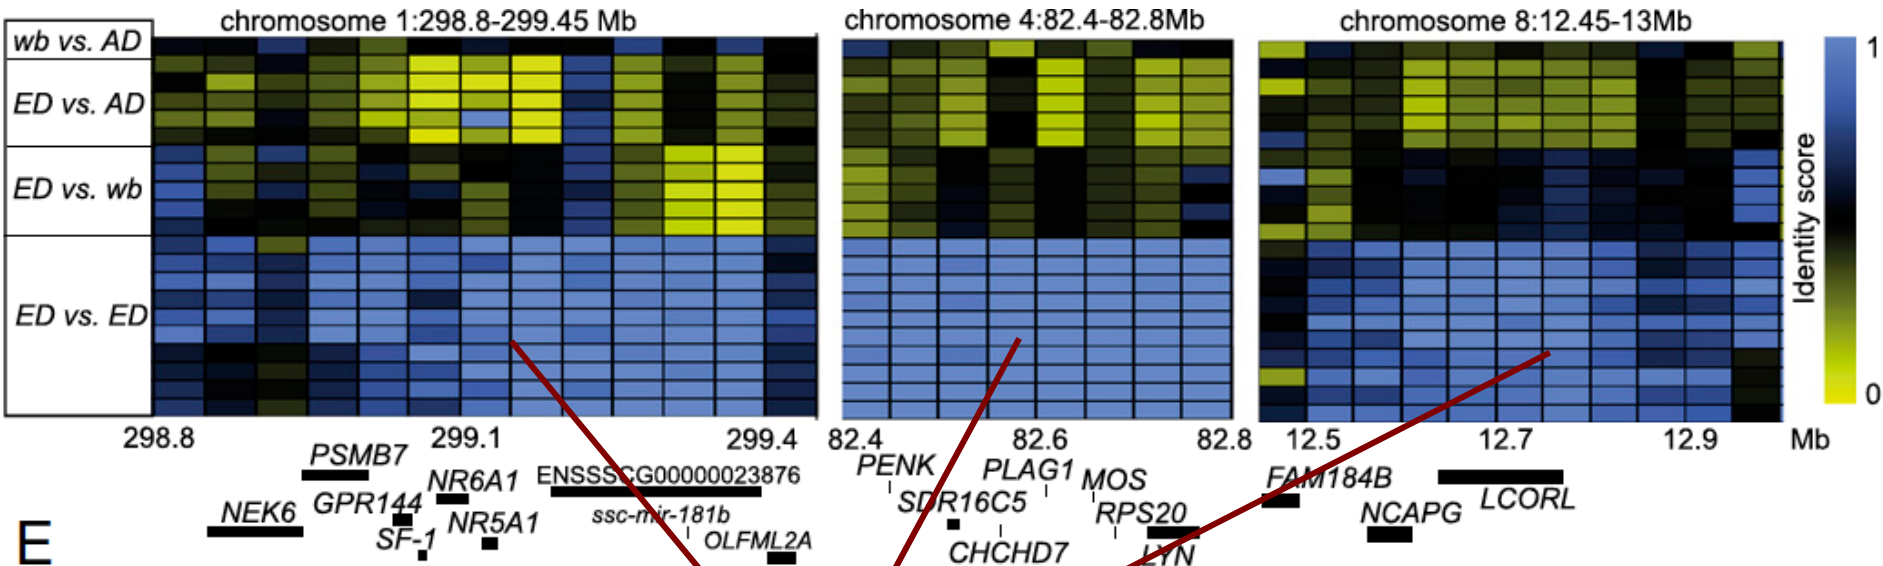 chromosome 1:298.8-299.45 Mb
chromosome 4:82.4-82.8Mb
chromosome 8:12.45-13Mb
wb vs. AD
ED vs. AD
ED vs. wb
ED vs. ED
1
Identity score
0
298.8 299.1 299.4
82.4 82.6 82.8
12.5 12.7 12.9 Mb
PSMB7
NR6A1
ENSSSCG00000023876
GPR144
NEK6
NR5A1
ssc-mir-181b
SF-1
OLFML2A
PENK
PLAG1
MOS
SDR16C5
RPS20
CHCHD7
LYN
FAM184B
LCORL
NCAPG
E